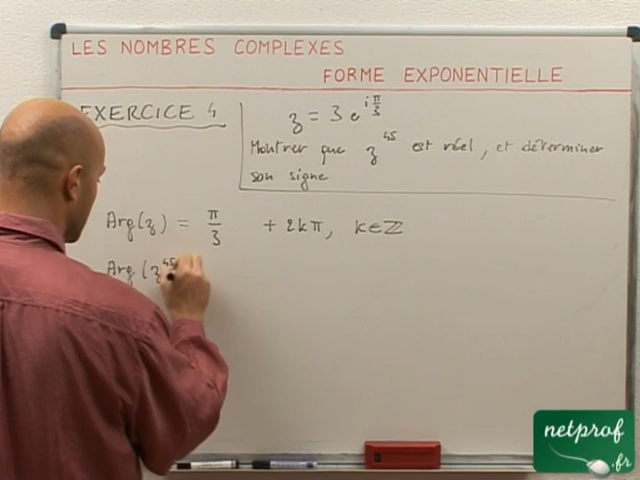 LES NOMBRES COMPLEXES
FORME EXPONENTIELLE
EXERCICE 4
z = 3 e^{i π/3}
Montrer que z^{45} est réel, et déterminer
son signe
Arg(z) = π/3 + 2kπ, k∈ℤ
Arg(z^{45}
netprof
.fr